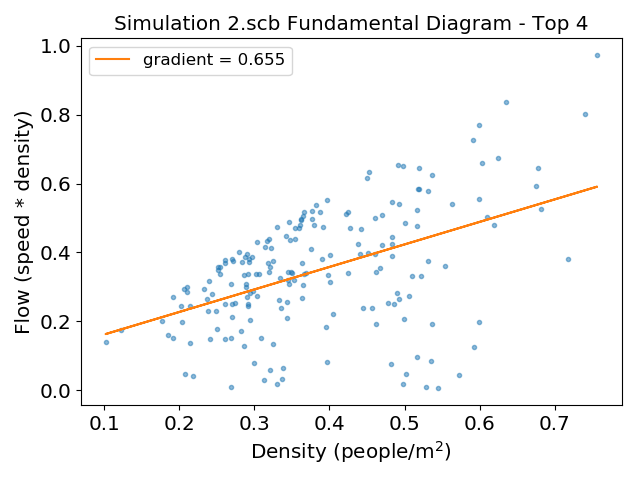 Simulation 2.scb Fundamental Diagram - Top 4
gradient = 0.655
Flow (speed * density)
1.0
0.8
0.6
0.4
0.2
0.0
0.1 0.2 0.3 0.4 0.5 0.6 0.7
Density (people/m²)